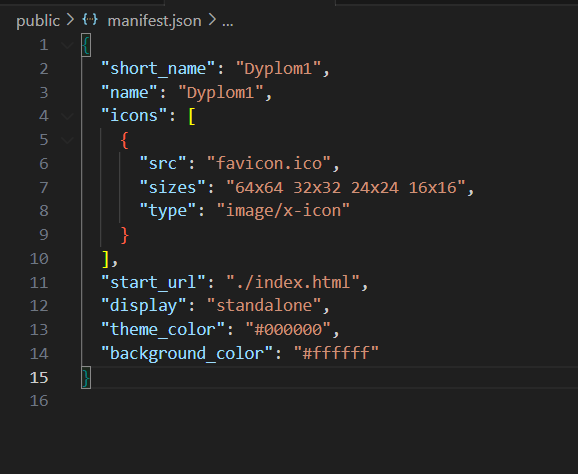 public > {··} manifest.json > ...
1 {
2 "short_name": "Dyplom1",
3 "name": "Dyplom1",
4 "icons": [
5 {
6 "src": "favicon.ico",
7 "sizes": "64x64 32x32 24x24 16x16",
8 "type": "image/x-icon"
9 }
10 ],
11 "start_url": "./index.html",
12 "display": "standalone",
13 "theme_color": "#000000",
14 "background_color": "#ffffff"
15 }
16